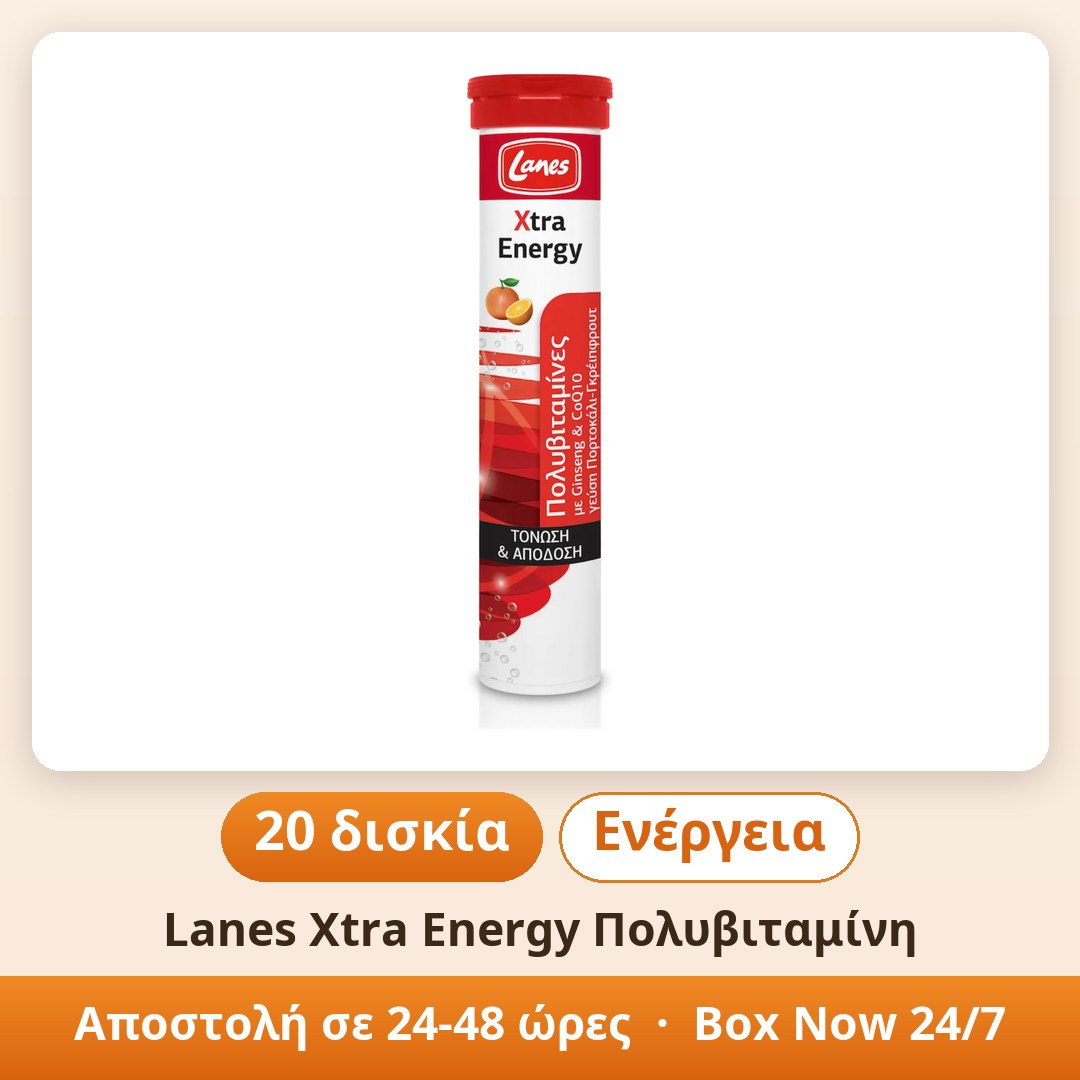 Lanes
Xtra
Energy
Πολυβιταμίνες
με Ginseng & CoQ10
γεύση Πορτοκάλι-Γκρέιπφρουτ
ΤΟΝΩΣΗ
& ΑΠΟΔΟΣΗ
20 δισκία
Ενέργεια
Lanes Xtra Energy Πολυβιταμίνη
Αποστολή σε 24-48 ώρες · Box Now 24/7